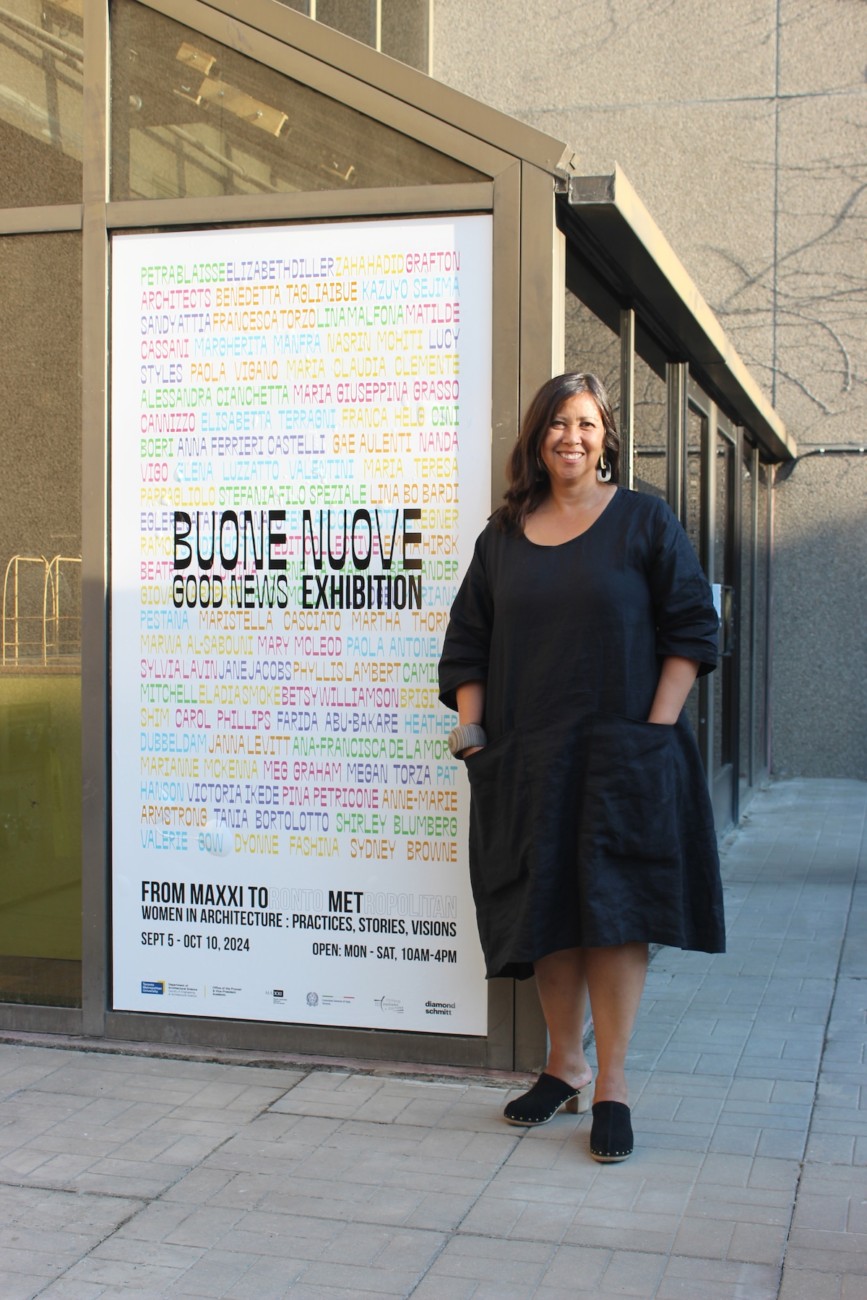 PETRA BLAISSE ELIZABETH DILLER ZAHA HADID GRAFTON
ARCHITECTS BENEDETTA TAGLIABUE KAZUYO SEJIMA
SANDY ATTIA FRANCESCA TORZO LINA MALFONA MATILDE
CASSANI MARGHERITA MANFRA NASRIN MOHITI LUCY
STYLES PAOLA VIGANO MARIA CLAUDIA CLEMENTE
ALESSANDRA CIANCHETTA MARIA GIUSEPPINA GRASSO
CANNIZZO ELISABETTA TERRAGNI FRANCA HELG CINI
BOERI ANNA FERRIERI CASTELLI GAE AULENTI NANDA
VIGO ELENA LUZZATTO VALENTINI MARIA TERESA
PARPAGLIOLO STEFANIA FILO SPEZIALE LINA BO BARDI
BUONE NUOVE
GOOD NEWS EXHIBITION
PESTANA MARISTELLA CASCIATO MARTHA THORN
MARWA AL-SABOUNI MARY MCLEOD PAOLA ANTONEL
SYLVIA LAVIN JANE JACOBS PHYLLIS LAMBERT CAMIL
MITCHELL ELADIA SMOKE BETSY WILLIAMSON BRIGIT
SHIM CAROL PHILLIPS FARIDA ABU-BAKARE HEATHER
DUBBELDAM JANNA LEVITT ANA-FRANCISCA DE LA MORA
MARIANNE MCKENNA MEG GRAHAM MEGAN TORZA PAT
HANSON VICTORIA IKEDE PINA PETRICONE ANNE-MARIE
ARMSTRONG TANIA BORTOLOTTO SHIRLEY BLUMBERG
VALERIE GOW DYONNE FASHINA SYDNEY BROWNE
FROM MAXXI TORONTO METROPOLITAN
WOMEN IN ARCHITECTURE : PRACTICES, STORIES, VISIONS
SEPT 5 - OCT 10, 2024
OPEN: MON - SAT, 10AM-4PM
diamond
schmitt